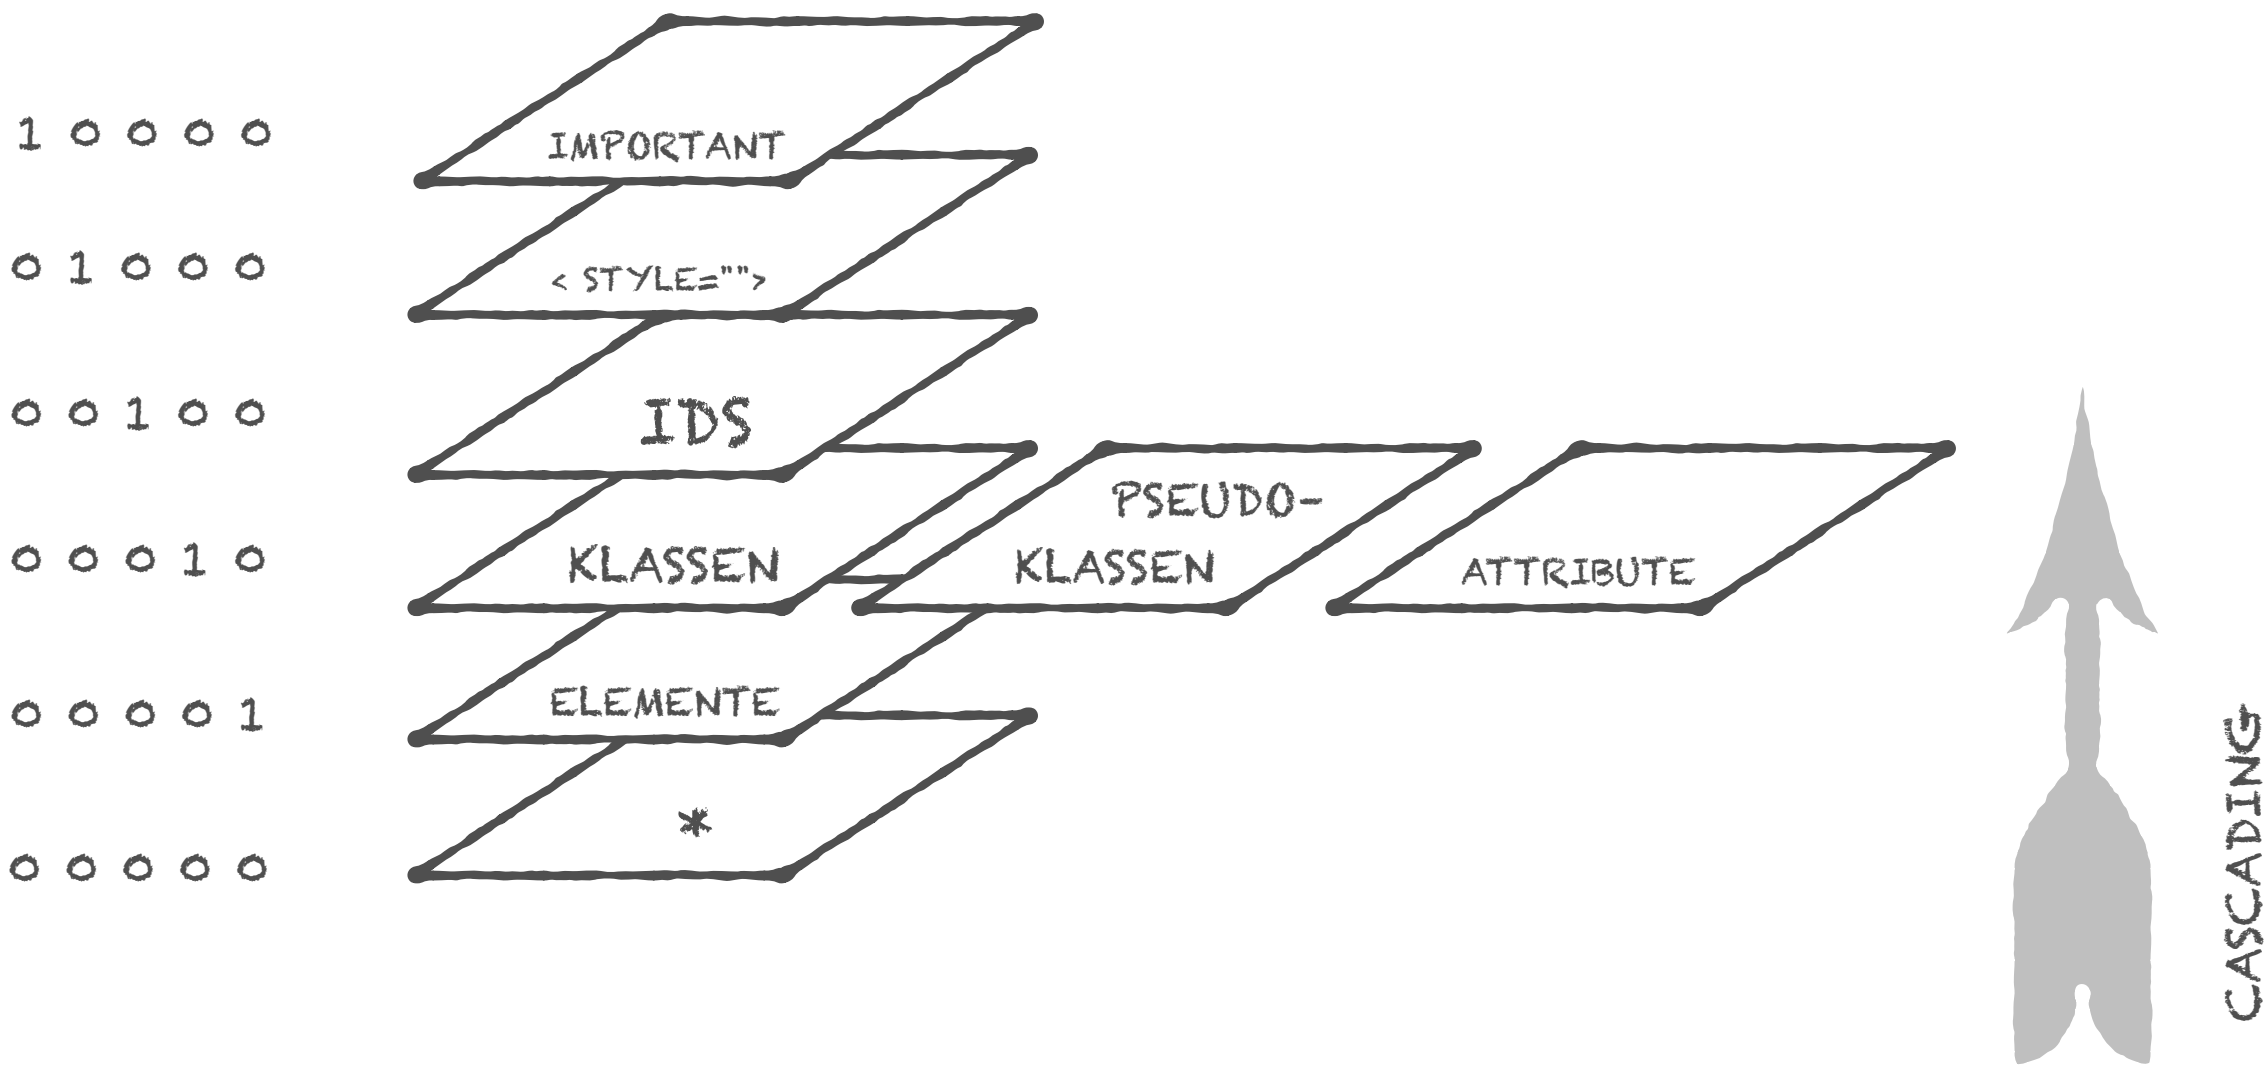 1 0 0 0 0
IMPORTANT
0 1 0 0 0
< STYLE="">
0 0 1 0 0
IDS
0 0 0 1 0
KLASSEN
PSEUDO-
KLASSEN
ATTRIBUTE
0 0 0 0 1
ELEMENTE
0 0 0 0 0
*
CASCADING